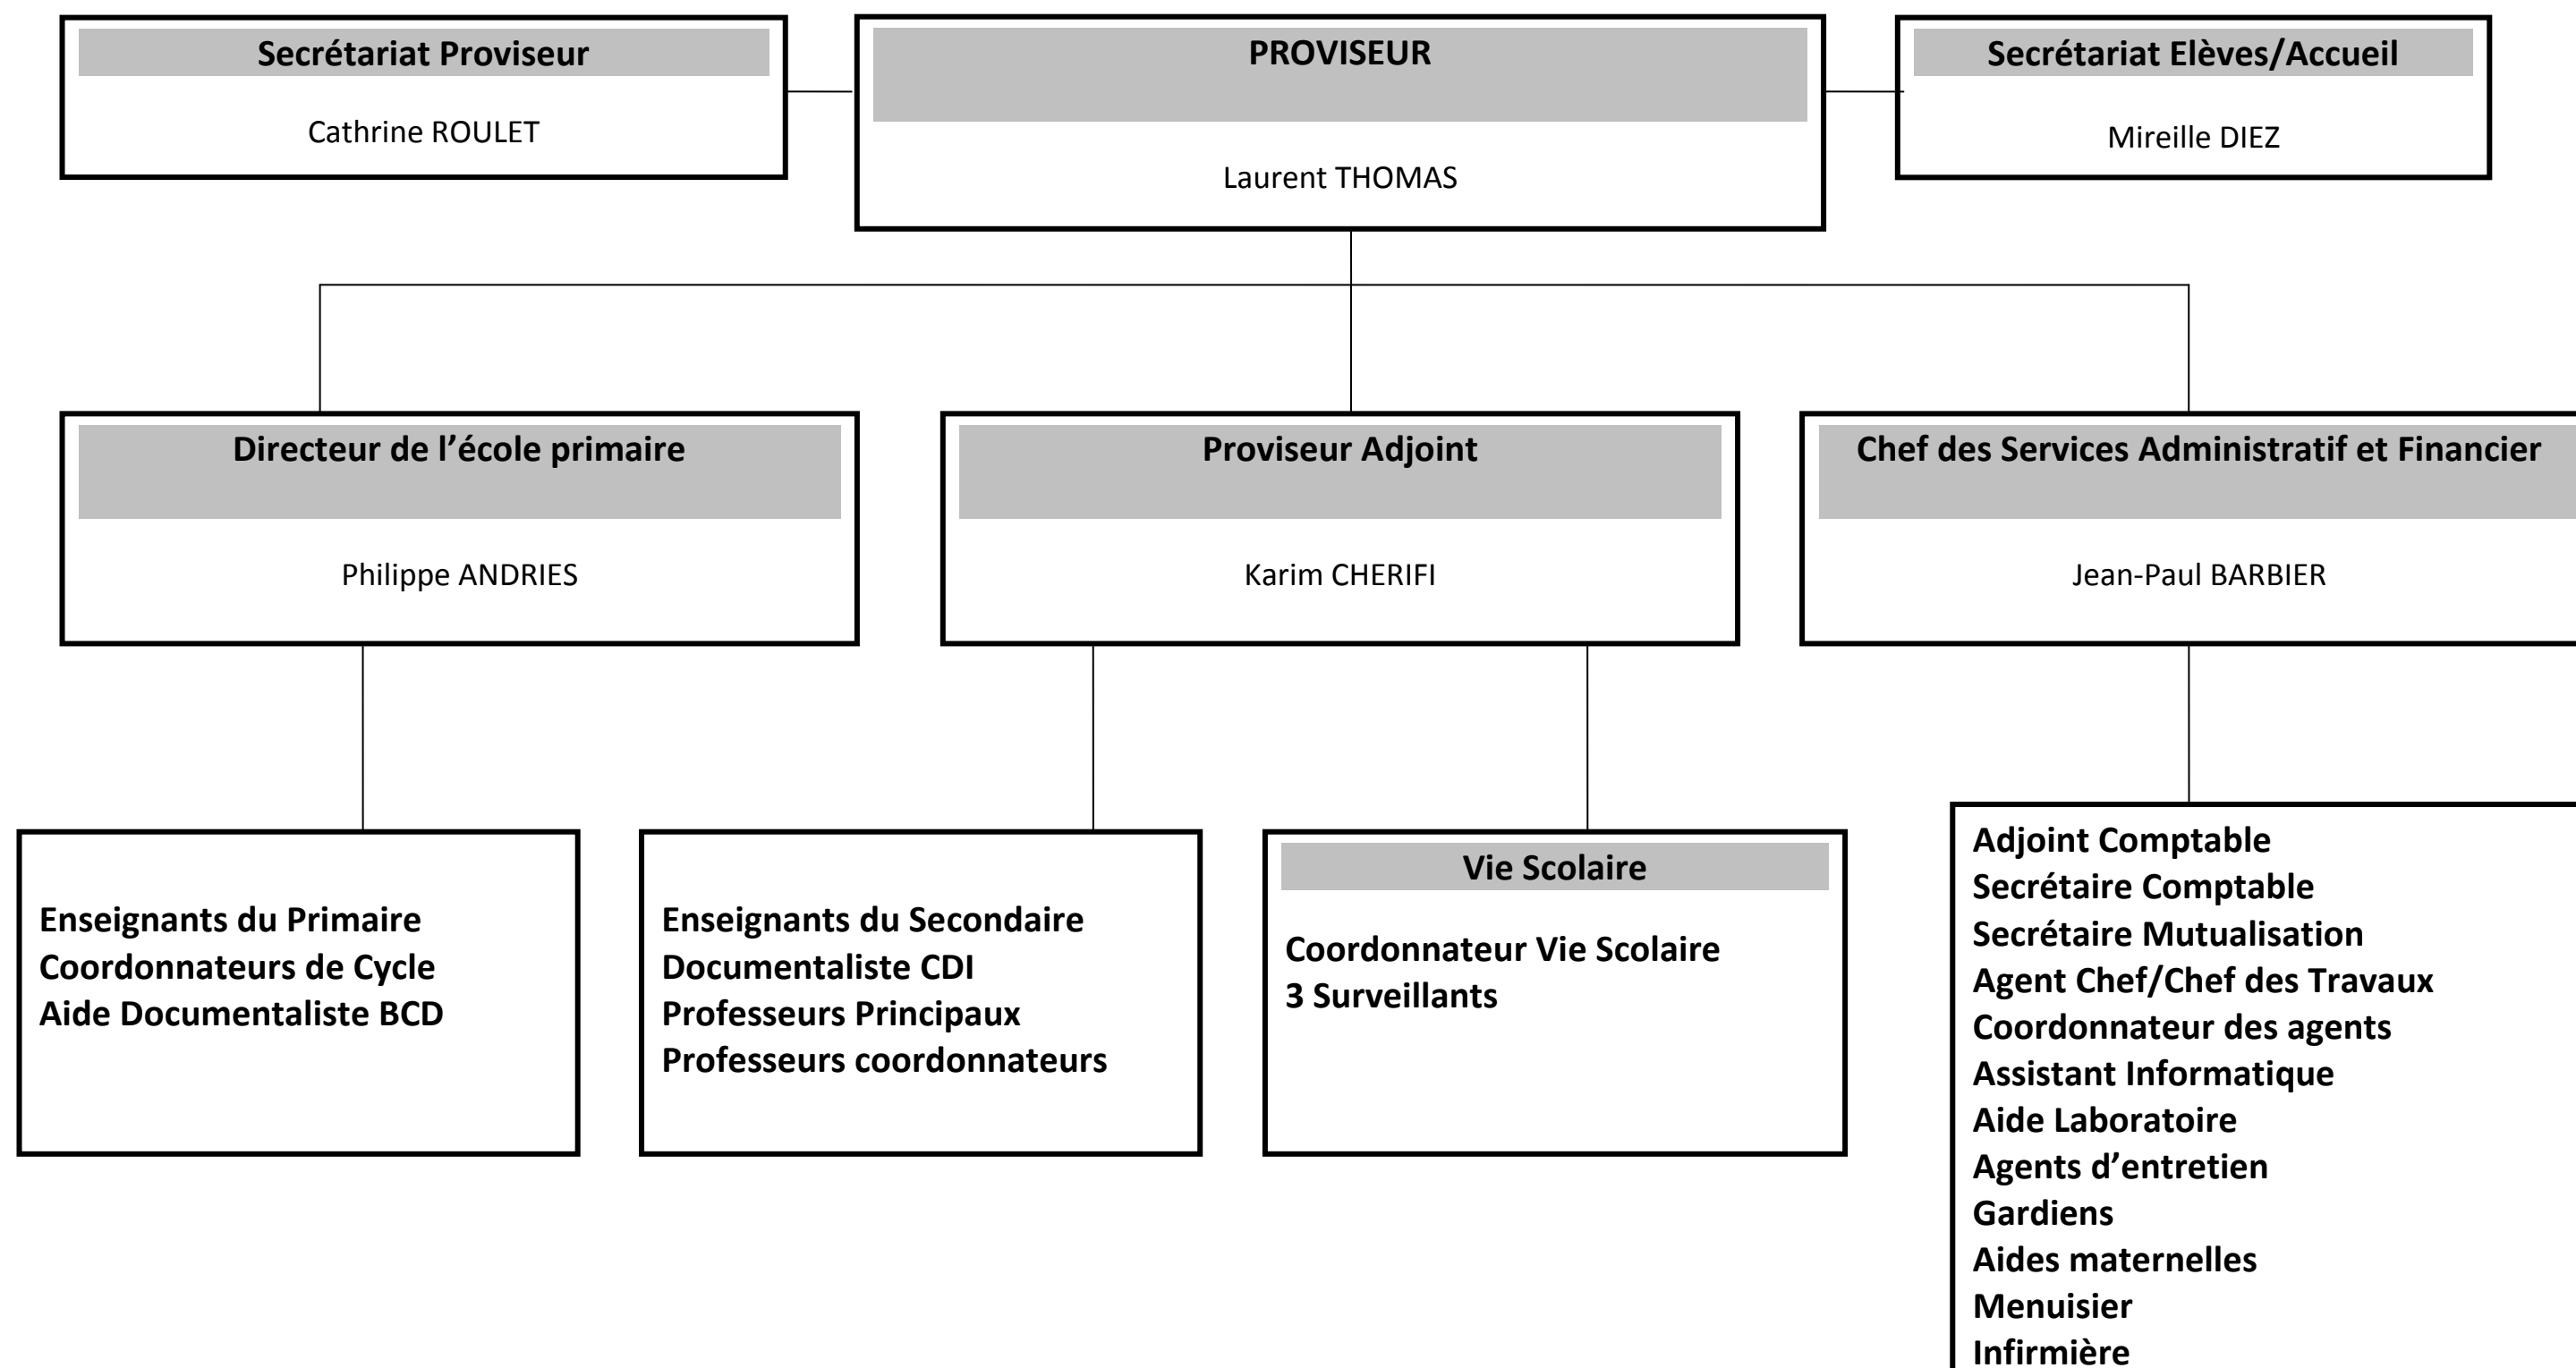 Secrétariat Proviseur
Cathrine ROULET
PROVISEUR
Laurent THOMAS
Secrétariat Elèves/Accueil
Mireille DIEZ
Directeur de l’école primaire
Philippe ANDRIES
Proviseur Adjoint
Karim CHERIFI
Chef des Services Administratif et Financier
Jean-Paul BARBIER
Enseignants du Primaire
Coordonnateurs de Cycle
Aide Documentaliste BCD
Enseignants du Secondaire
Documentaliste CDI
Professeurs Principaux
Professeurs coordonnateurs
Vie Scolaire
Coordonnateur Vie Scolaire
3 Surveillants
Adjoint Comptable
Secrétaire Comptable
Secrétaire Mutualisation
Agent Chef/Chef des Travaux
Coordonnateur des agents
Assistant Informatique
Aide Laboratoire
Agents d’entretien
Gardiens
Aides maternelles
Menuisier
Infirmière